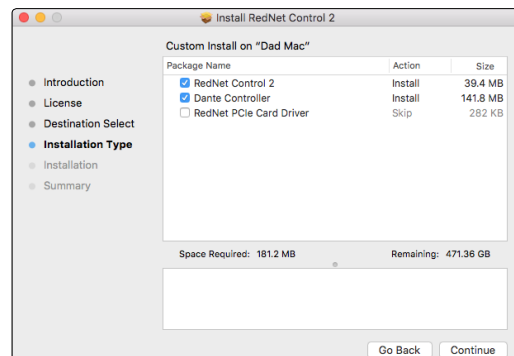 Install RedNet Control 2
Custom Install on “Dad Mac”
Package Name Action Size
RedNet Control 2 Install 39.4 MB
Dante Controller Install 141.8 MB
RedNet PCIe Card Driver Skip 282 KB
Introduction
License
Destination Select
Installation Type
Installation
Summary
Space Required: 181.2 MB Remaining: 471.36 GB
Go Back Continue